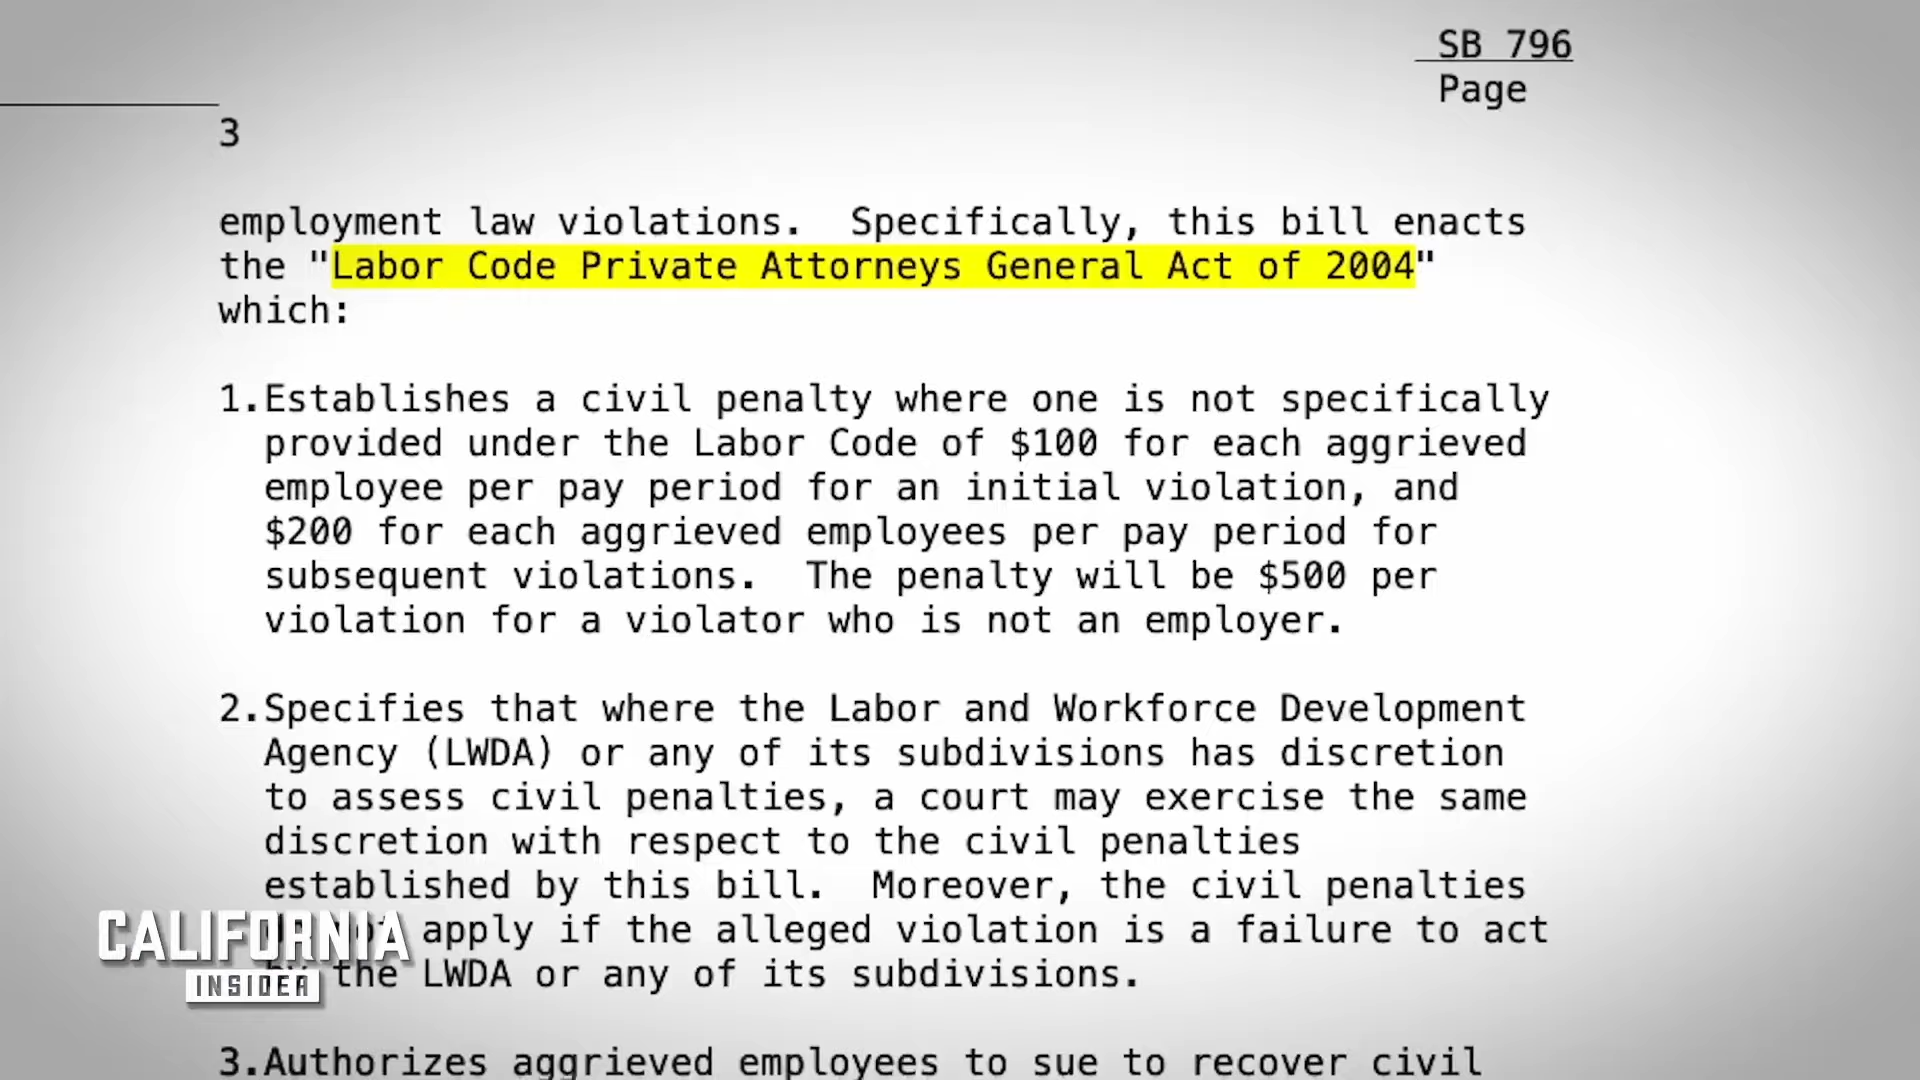 SB 796
Page
3
employment law violations.  Specifically, this bill enacts
the "Labor Code Private Attorneys General Act of 2004"
which:
1.Establishes a civil penalty where one is not specifically
provided under the Labor Code of $100 for each aggrieved
employee per pay period for an initial violation, and
$200 for each aggrieved employees per pay period for
subsequent violations.  The penalty will be $500 per
violation for a violator who is not an employer.
2.Specifies that where the Labor and Workforce Development
Agency (LWDA) or any of its subdivisions has discretion
to assess civil penalties, a court may exercise the same
discretion with respect to the civil penalties
established by this bill.  Moreover, the civil penalties
apply if the alleged violation is a failure to act
the LWDA or any of its subdivisions.
3.Authorizes aggrieved employees to sue to recover civil
CALIFORNIA
INSIDER